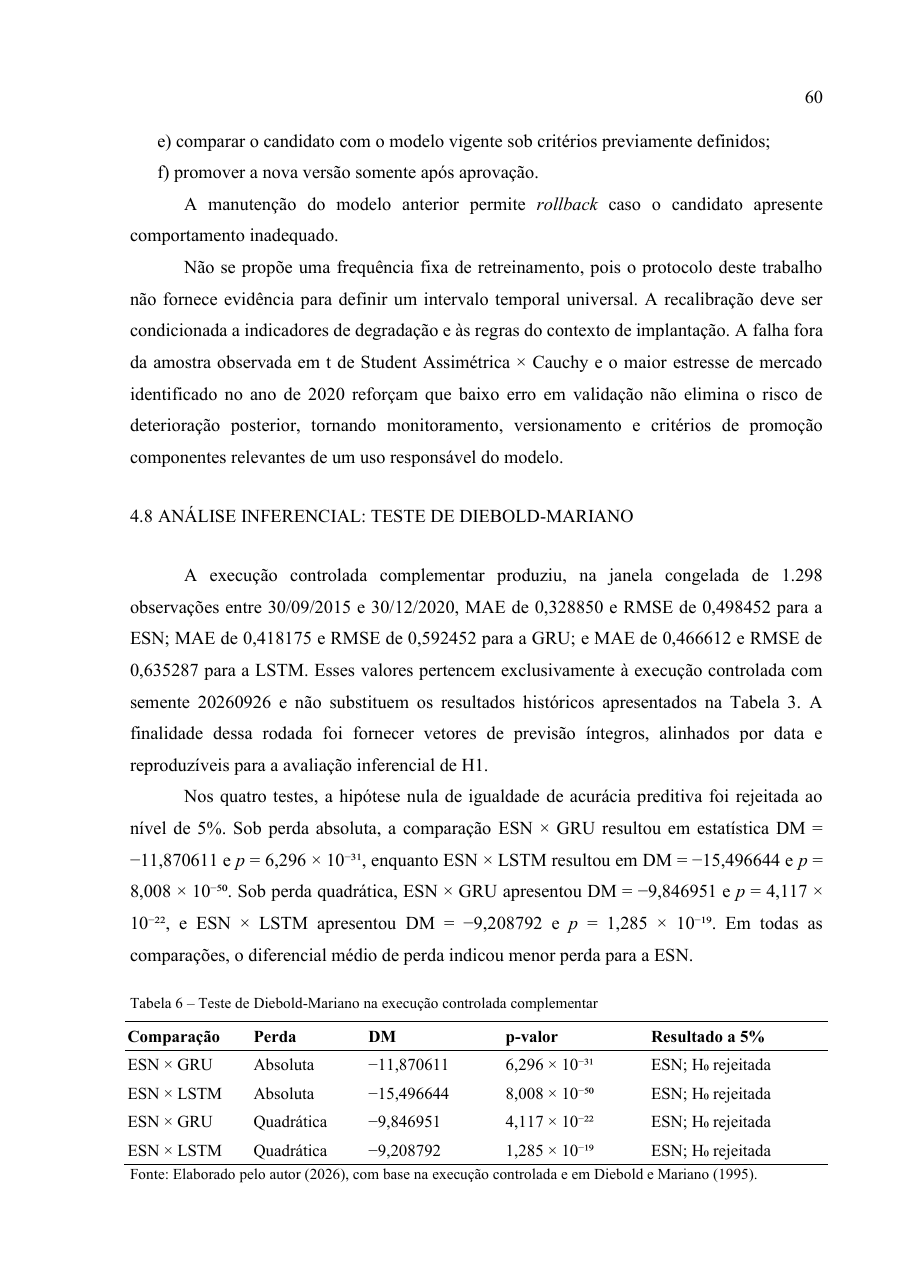 60
e) comparar o candidato com o modelo vigente sob critérios previamente definidos;
f) promover a nova versão somente após aprovação.
A manutenção do modelo anterior permite rollback caso o candidato apresente
comportamento inadequado.
Não se propõe uma frequência fixa de retreinamento, pois o protocolo deste trabalho
não fornece evidência para definir um intervalo temporal universal. A recalibração deve ser
condicionada a indicadores de degradação e às regras do contexto de implantação. A falha fora
da amostra observada em t de Student Assimétrica × Cauchy e o maior estresse de mercado
identificado no ano de 2020 reforçam que baixo erro em validação não elimina o risco de
deterioração posterior, tornando monitoramento, versionamento e critérios de promoção
componentes relevantes de um uso responsável do modelo.
4.8 ANÁLISE INFERENCIAL: TESTE DE DIEBOLD-MARIANO
A execução controlada complementar produziu, na janela congelada de 1.298
observações entre 30/09/2015 e 30/12/2020, MAE de 0,328850 e RMSE de 0,498452 para a
ESN; MAE de 0,418175 e RMSE de 0,592452 para a GRU; e MAE de 0,466612 e RMSE de
0,635287 para a LSTM. Esses valores pertencem exclusivamente à execução controlada com
semente 20260926 e não substituem os resultados históricos apresentados na Tabela 3. A
finalidade dessa rodada foi fornecer vetores de previsão íntegros, alinhados por data e
reproduzíveis para a avaliação inferencial de H1.
Nos quatro testes, a hipótese nula de igualdade de acurácia preditiva foi rejeitada ao
nível de 5%. Sob perda absoluta, a comparação ESN × GRU resultou em estatística DM =
−11,870611 e p = 6,296 × 10⁻³¹, enquanto ESN × LSTM resultou em DM = −15,496644 e p =
8,008 × 10⁻⁵⁰. Sob perda quadrática, ESN × GRU apresentou DM = −9,846951 e p = 4,117 ×
10⁻²², e ESN × LSTM apresentou DM = −9,208792 e p = 1,285 × 10⁻¹⁹. Em todas as
comparações, o diferencial médio de perda indicou menor perda para a ESN.
Tabela 6 – Teste de Diebold-Mariano na execução controlada complementar
Comparação Perda DM p-valor Resultado a 5%
ESN × GRU Absoluta −11,870611 6,296 × 10⁻³¹ ESN; H₀ rejeitada
ESN × LSTM Absoluta −15,496644 8,008 × 10⁻⁵⁰ ESN; H₀ rejeitada
ESN × GRU Quadrática −9,846951 4,117 × 10⁻²² ESN; H₀ rejeitada
ESN × LSTM Quadrática −9,208792 1,285 × 10⁻¹⁹ ESN; H₀ rejeitada
Fonte: Elaborado pelo autor (2026), com base na execução controlada e em Diebold e Mariano (1995).